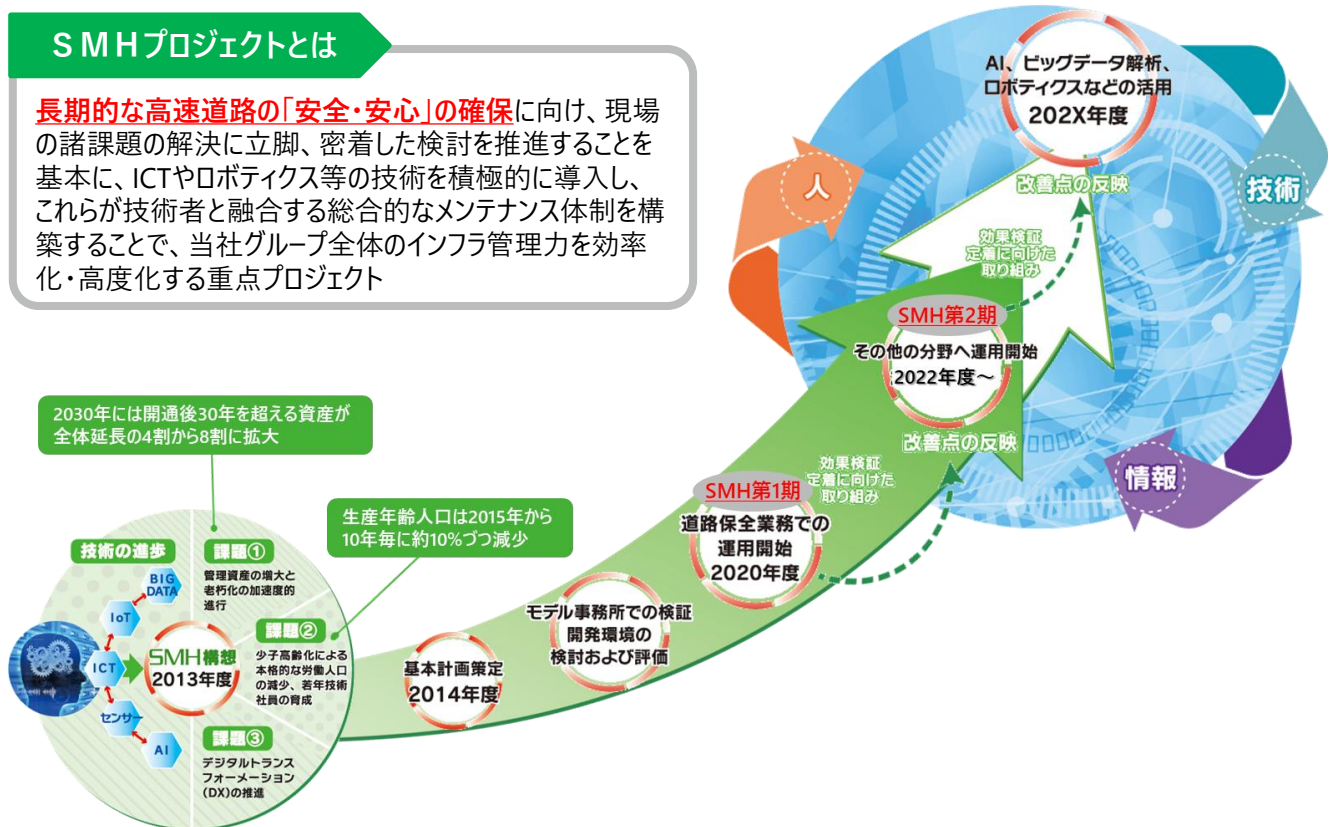 SMHプロジェクトとは
長期的な高速道路の「安全・安心」の確保に向け、現場
の諸課題の解決に立脚、密着した検討を推進することを
基本に、ICTやロボティクス等の技術を積極的に導入し、
これらが技術者と融合する総合的なメンテナンス体制を構
築することで、当社グループ全体のインフラ管理力を効率
化・高度化する重点プロジェクト
AI、ビッグデータ解析、
ロボティクスなどの活用
202X年度
人
技術
情報
改善点の反映
効果検証
定着に向けた
取り組み
SMH第2期
その他の分野へ運用開始
2022年度～
改善点の反映
効果検証
定着に向けた
取り組み
SMH第1期
道路保全業務での
運用開始
2020年度
モデル事務所での検証
開発環境の
検討および評価
基本計画策定
2014年度
2030年には開通後30年を超える資産が
全体延長の4割から8割に拡大
生産年齢人口は2015年から
10年毎に約10%づつ減少
技術の進歩
BIG
DATA
IoT
ICT
センサー
AI
SMH構想
2013年度
課題①
管理資産の増大と
老朽化の加速度的
進行
課題②
少子高齢化による
本格的な労働人口
の減少、若年技術
社員の育成
課題③
デジタルトランス
フォーメーション
(DX)の推進